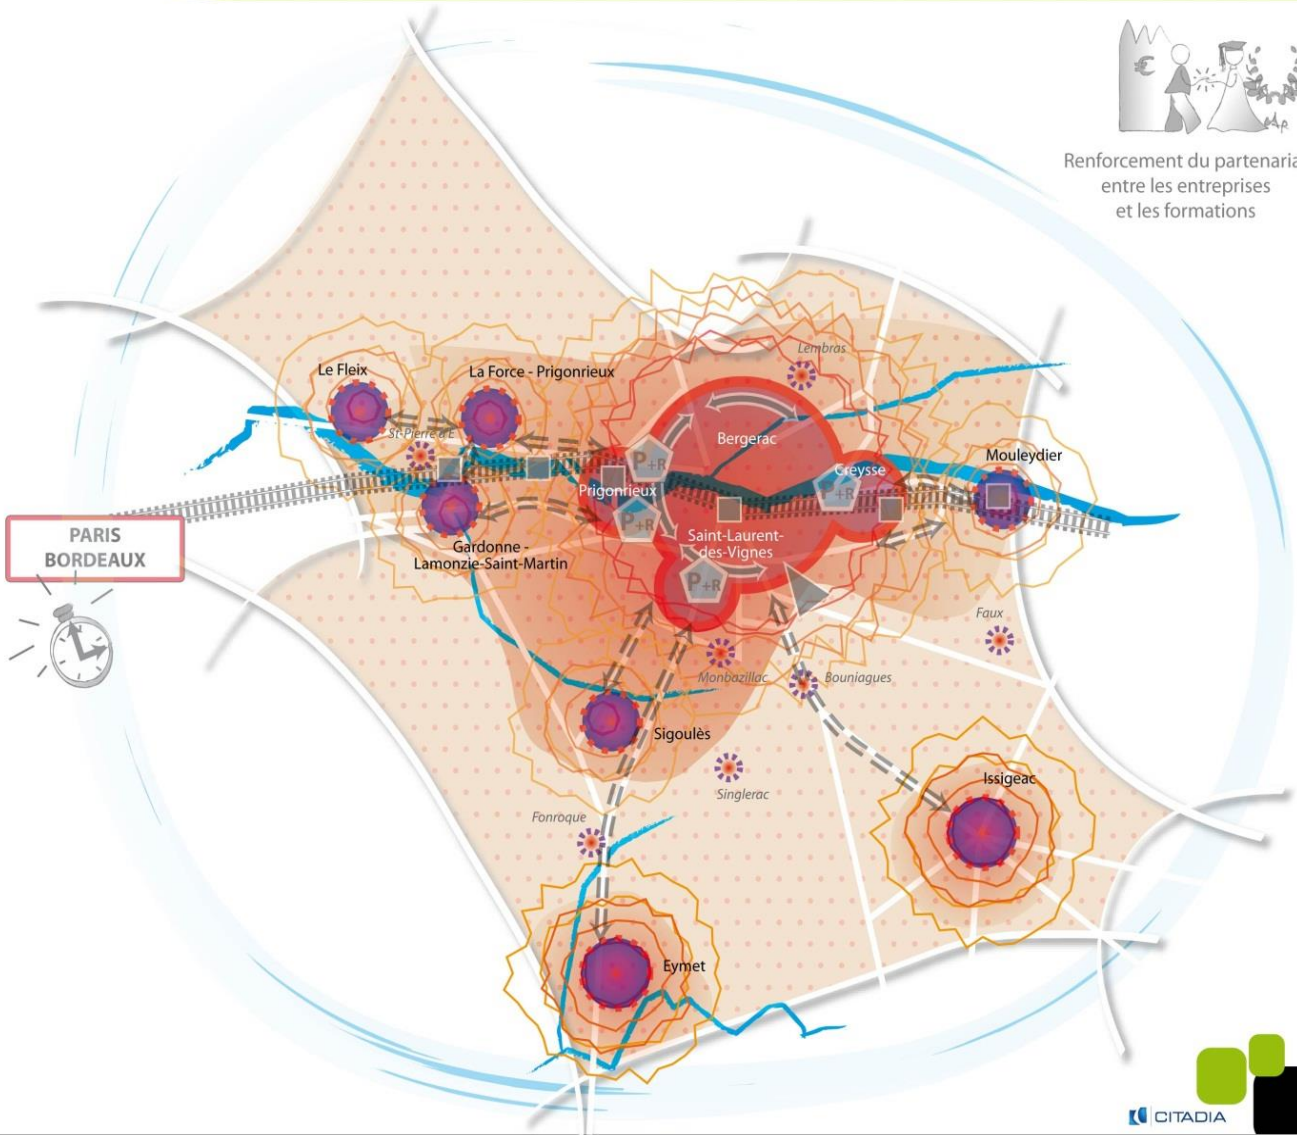 €
Renforcement du partenaria
entre les entreprises
et les formations
Lembras
Le Fleix
La Force - Prigonrieux
St-Pierre d'E
Bergerac
Mouleydier
P+R
Creysse
Prigonrieux
P+R
P+R
PARIS
BORDEAUX
Saint-Laurent-
des-Vignes
Gardonne -
Lamonzie-Saint-Martin
P+R
Faux
Monbazillac
Bouniagues
Sigoulès
Issigeac
Singlerac
Fonroque
Eymet
CITADIA